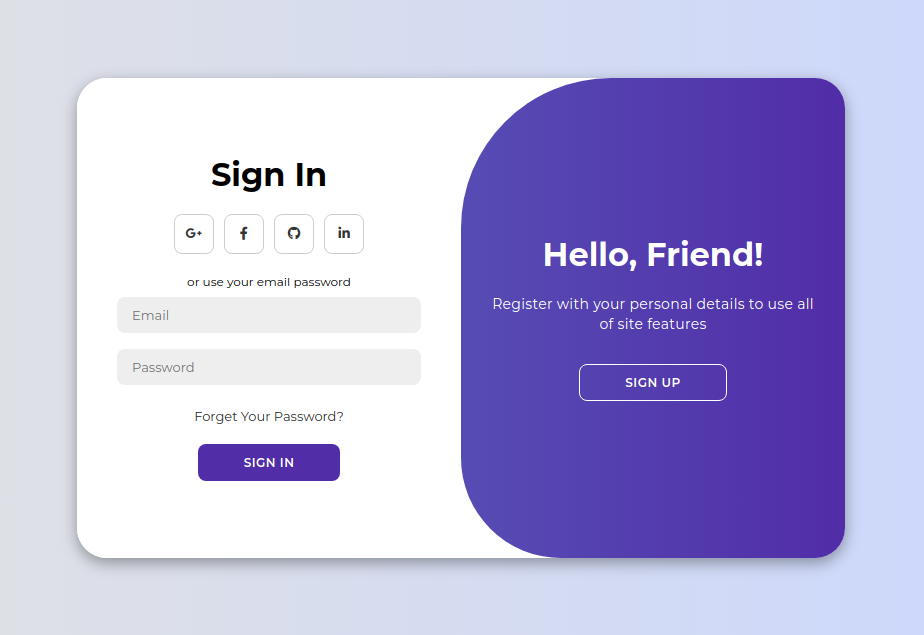 Sign In
G+ f in
or use your email password
Email
Password
Forget Your Password?
SIGN IN
Hello, Friend!
Register with your personal details to use all
of site features
SIGN UP